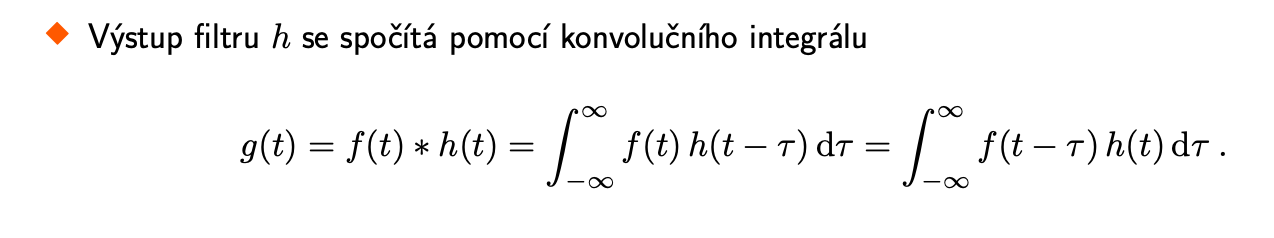 Výstup filtru h se spočítá pomocí konvolučního integrálu
g(t) = f(t) ∗ h(t) = ∫_{−∞}^{∞} f(t) h(t − τ) dτ = ∫_{−∞}^{∞} f(t − τ) h(t) dτ .